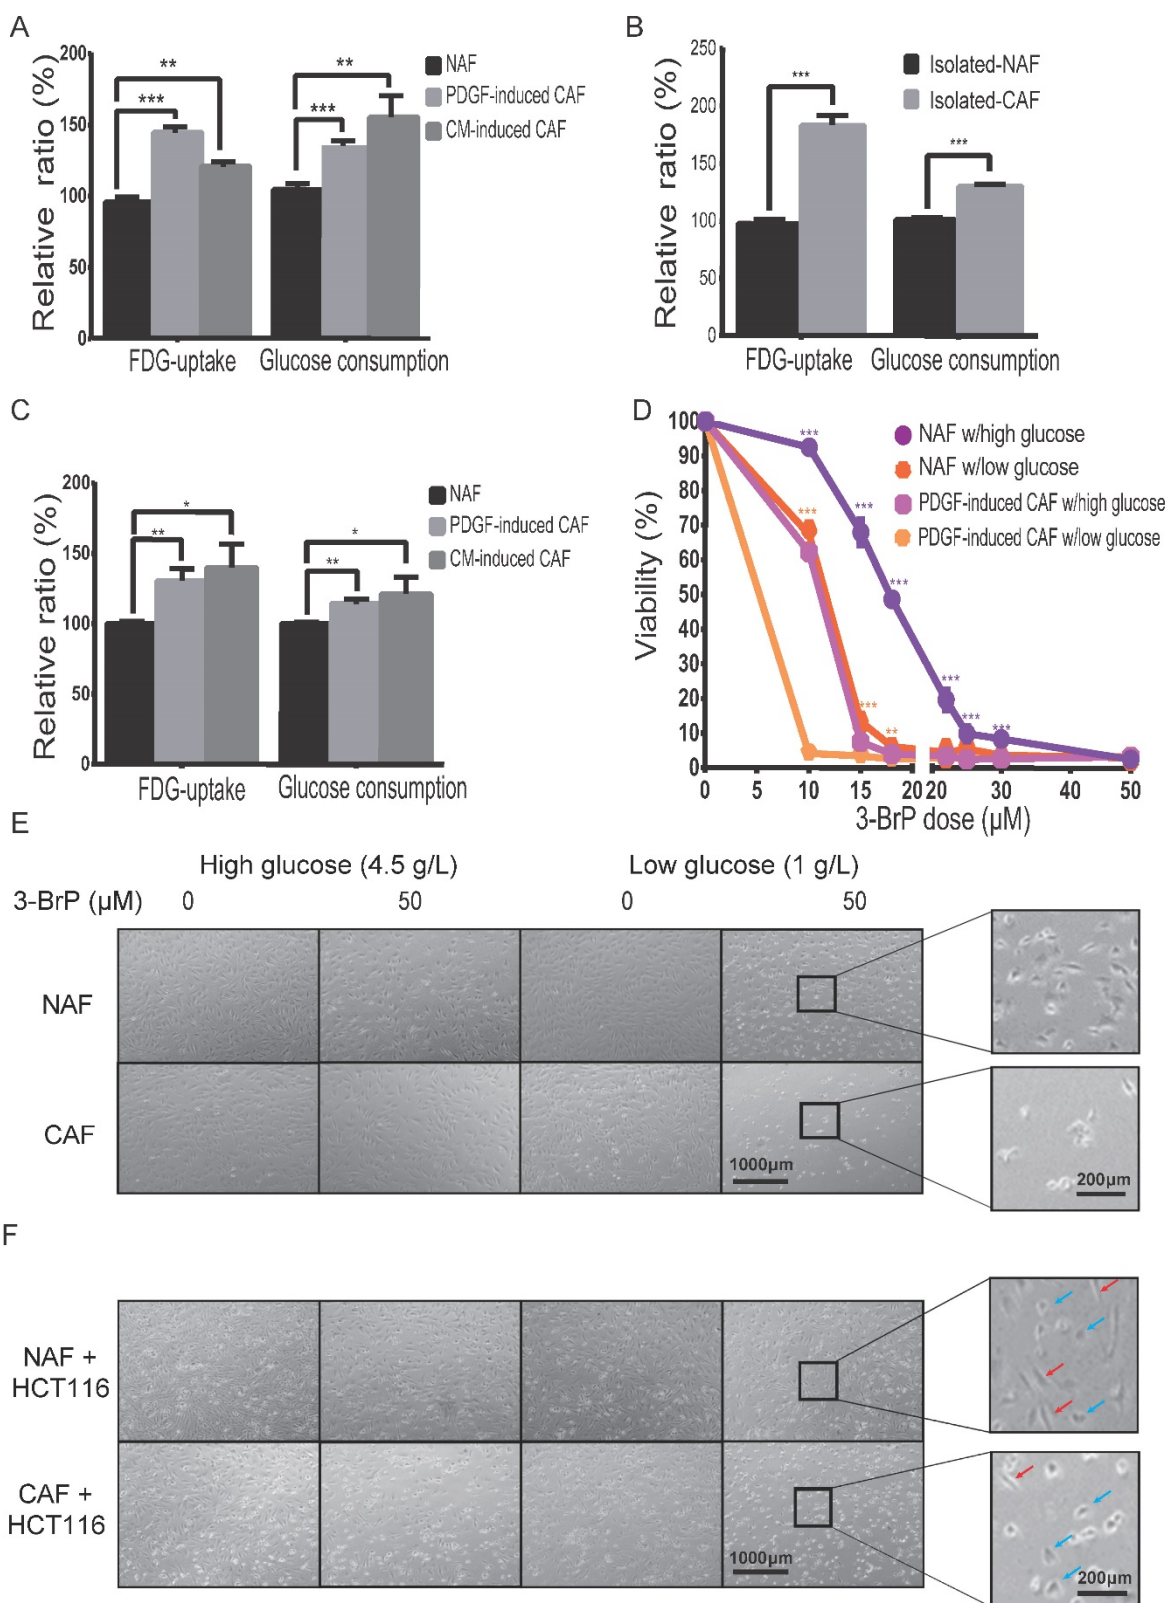 A
Relative ratio (%)
200
150
100
50
0
**
***
**
***
NAF
PDGF-induced CAF
CM-induced CAF
FDG-uptake
Glucose consumption
B
Relative ratio (%)
250
200
150
100
50
0
***
***
Isolated-NAF
Isolated-CAF
FDG-uptake
Glucose consumption
C
Relative ratio (%)
200
150
100
50
0
*
**
*
**
NAF
PDGF-induced CAF
CM-induced CAF
FDG-uptake
Glucose consumption
D
Viability (%)
100
90
80
70
60
50
40
30
20
10
0
***
***
***
***
***
***
***
***
**
NAF w/high glucose
NAF w/low glucose
PDGF-induced CAF w/high glucose
PDGF-induced CAF w/low glucose
0 5 10 15 20 20 30 40 50
3-BrP dose (µM)
E
High glucose (4.5 g/L) Low glucose (1 g/L)
3-BrP (µM) 0 50 0 50
NAF
CAF
1000µm
200µm
F
NAF +
HCT116
CAF +
HCT116
1000µm
200µm